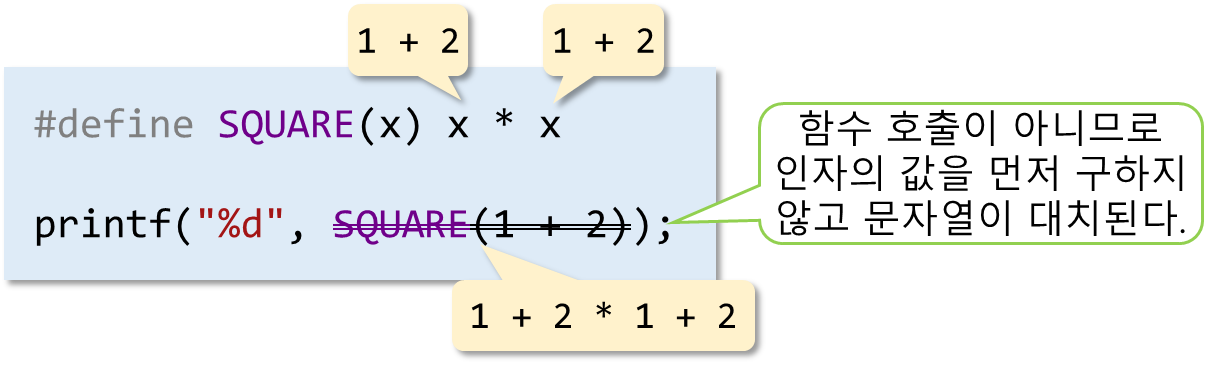 1 + 2
1 + 2
#define SQUARE(x) x * x
함수 호출이 아니므로
인자의 값을 먼저 구하지
않고 문자열이 대치된다.
printf("%d", SQUARE(1 + 2));
1 + 2 * 1 + 2